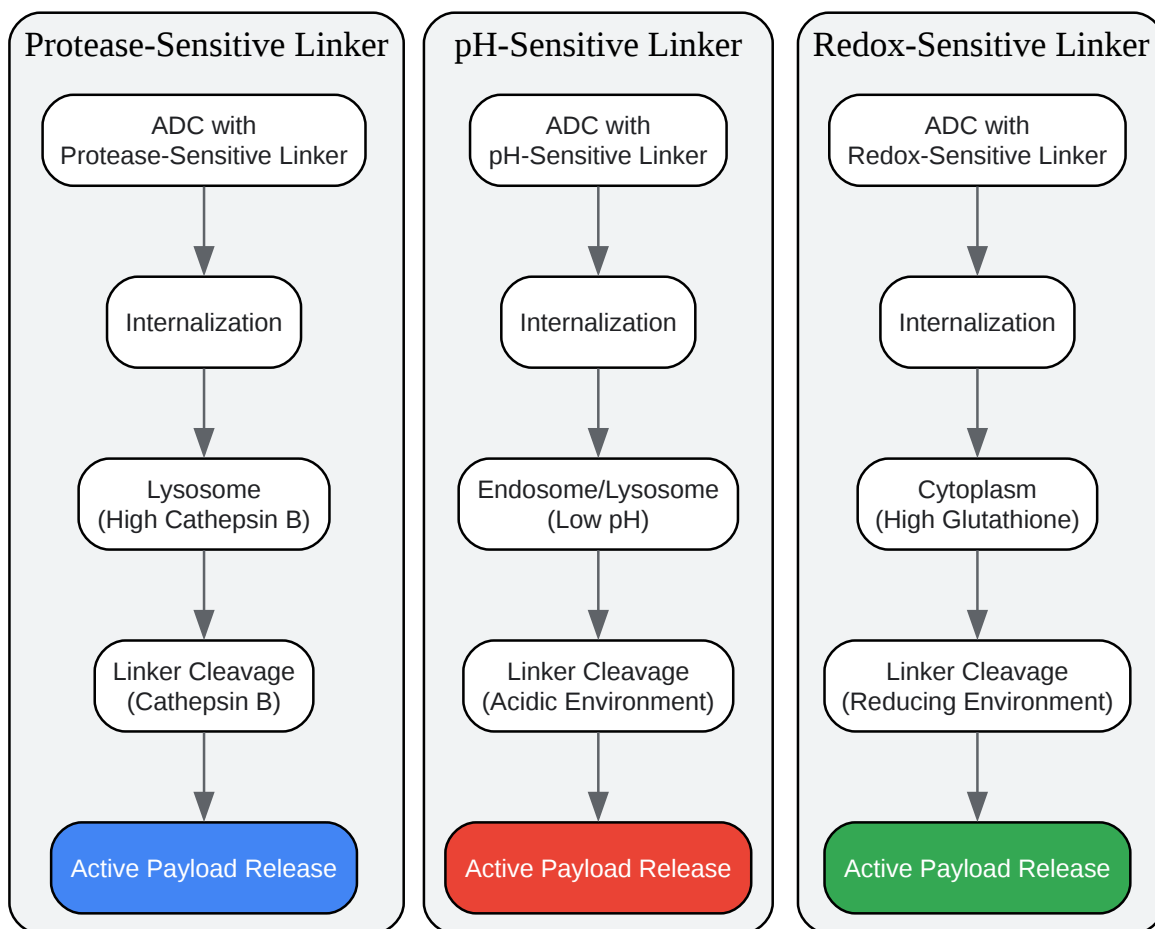 Protease-Sensitive Linker
ADC with
Protease-Sensitive Linker
Internalization
Lysosome
(High Cathepsin B)
Linker Cleavage
(Cathepsin B)
Active Payload Release
pH-Sensitive Linker
ADC with
pH-Sensitive Linker
Internalization
Endosome/Lysosome
(Low pH)
Linker Cleavage
(Acidic Environment)
Active Payload Release
Redox-Sensitive Linker
ADC with
Redox-Sensitive Linker
Internalization
Cytoplasm
(High Glutathione)
Linker Cleavage
(Reducing Environment)
Active Payload Release